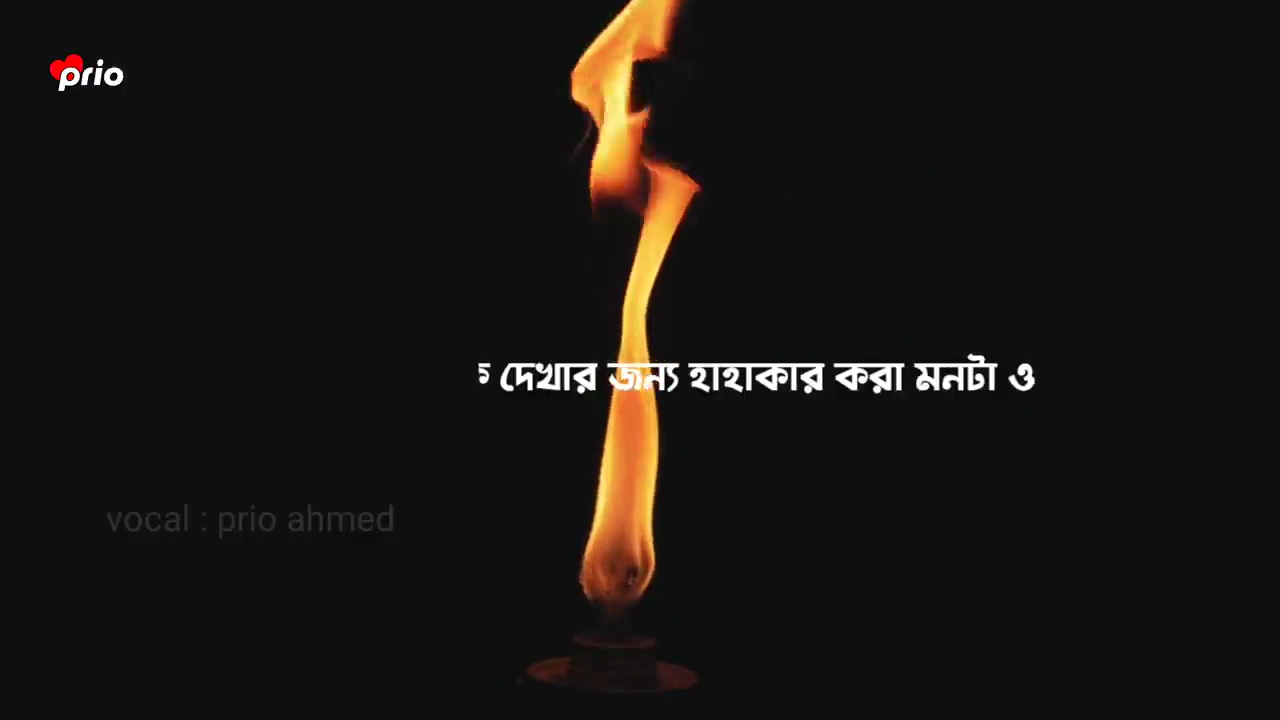 prio
দেখার জন্য হাহাকার করা মনটা ও
vocal : prio ahmed